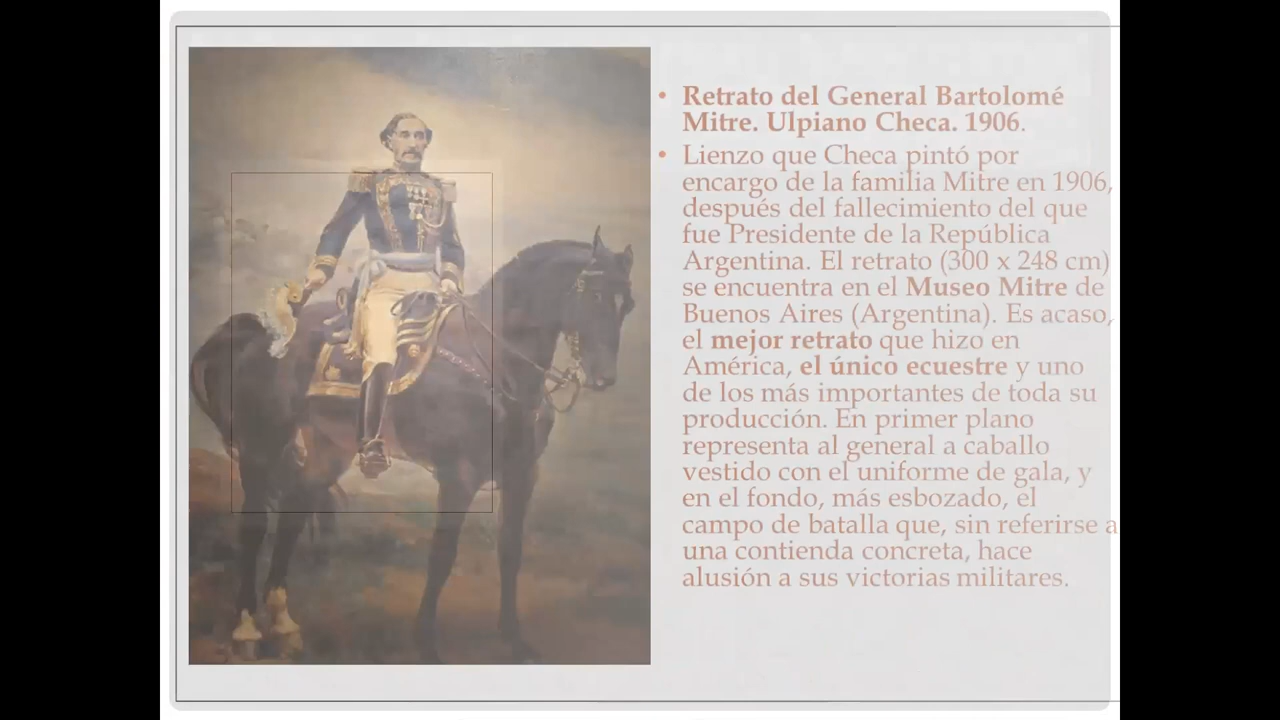 • Retrato del General Bartolomé
Mitre. Ulpiano Checa. 1906.
• Lienzo que Checa pintó por
encargo de la familia Mitre en 1906,
después del fallecimiento del que
fue Presidente de la República
Argentina. El retrato (300 x 248 cm)
se encuentra en el Museo Mitre de
Buenos Aires (Argentina). Es acaso,
el mejor retrato que hizo en
América, el único ecuestre y uno
de los más importantes de toda su
producción. En primer plano
representa al general a caballo
vestido con el uniforme de gala, y
en el fondo, más esbozado, el
campo de batalla que, sin referirse a
una contienda concreta, hace
alusión a sus victorias militares.